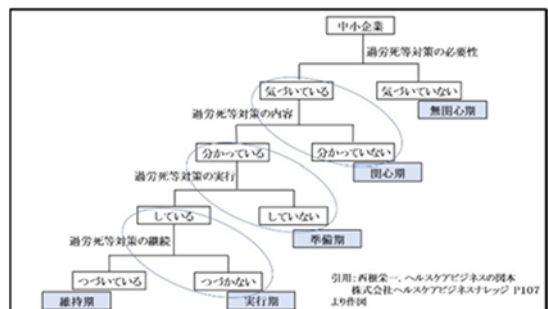 中小企業
過労死等対策の必要性
気づいている
気づいていない
無関心期
過労死等対策の内容
分かっている
分かっていない
関心期
過労死等対策の実行
している
していない
準備期
過労死等対策の継続
つづいている
つづかない
維持期
実行期
引用：西根栄一、ヘルスケアビジネスの図本
株式会社ヘルスケアビジネスナレッジ P107
より作図